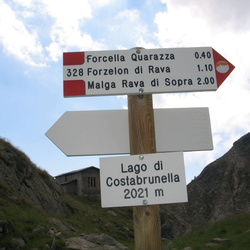 Forcella Quarazza 0.40
328 Forzelon di Rava 1.10
Malga Rava di Sopra 2.00
Lago di
Costabrunella
2021 m